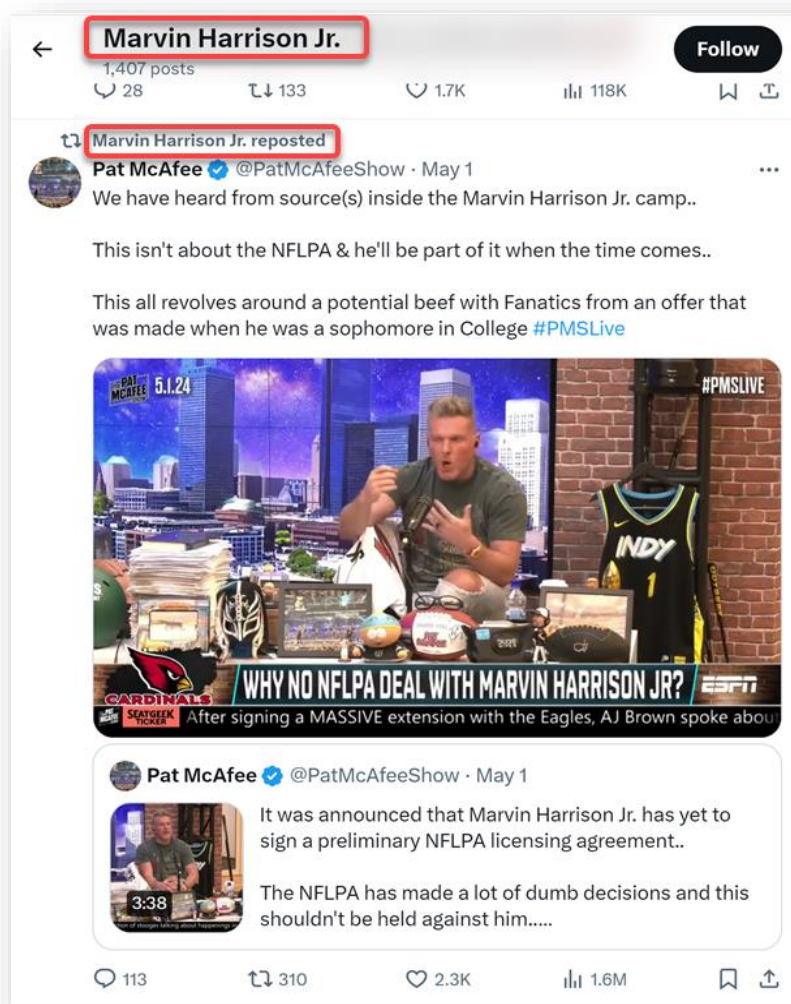 Marvin Harrison Jr.
Follow
1,407 posts
28 133 1.7K 118K
Marvin Harrison Jr. reposted
Pat McAfee @PatMcAfeeShow · May 1
We have heard from source(s) inside the Marvin Harrison Jr. camp..
This isn't about the NFLPA & he'll be part of it when the time comes..
This all revolves around a potential beef with Fanatics from an offer that
was made when he was a sophomore in College #PMSLive
THE PAT MCAFEE SHOW 5.1.24
#PMSLIVE
INDY
1
CARDINALS
WHY NO NFLPA DEAL WITH MARVIN HARRISON JR? ESPN
SEATGEEK TICKER
After signing a MASSIVE extension with the Eagles, AJ Brown spoke about
Pat McAfee @PatMcAfeeShow · May 1
It was announced that Marvin Harrison Jr. has yet to
sign a preliminary NFLPA licensing agreement..
The NFLPA has made a lot of dumb decisions and this
shouldn't be held against him.....
3:38
113 310 2.3K 1.6M